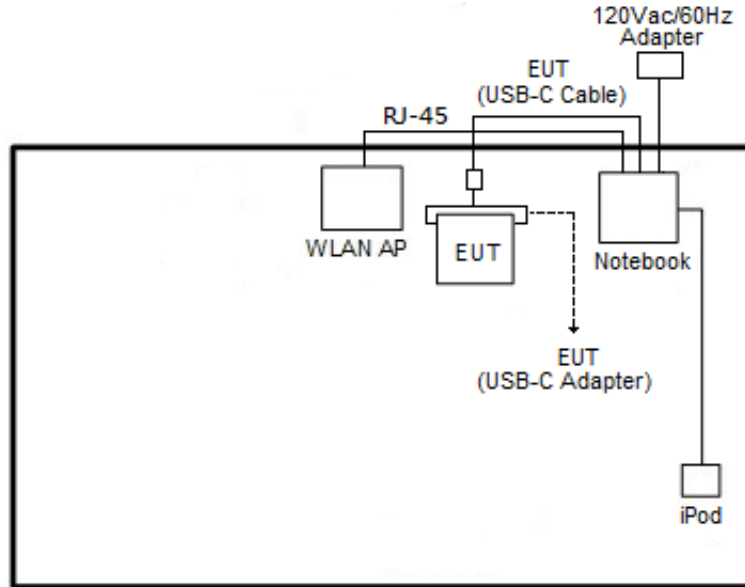 120Vac/60Hz
Adapter
EUT
(USB-C Cable)
RJ-45
WLAN AP
EUT
Notebook
EUT
(USB-C Adapter)
iPod